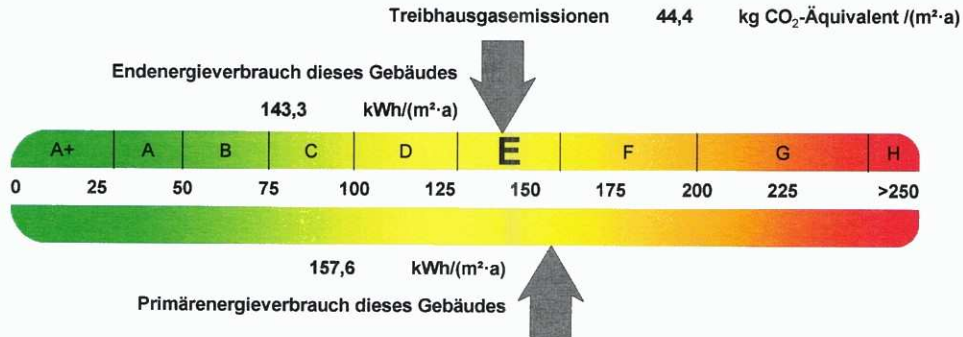 Treibhausgasemissionen 44,4 kg CO₂-Äquivalent /(m²·a)
Endenergieverbrauch dieses Gebäudes
143,3 kWh/(m²·a)
A+ A B C D E F G H
0 25 50 75 100 125 150 175 200 225 >250
157,6 kWh/(m²·a)
Primärenergieverbrauch dieses Gebäudes